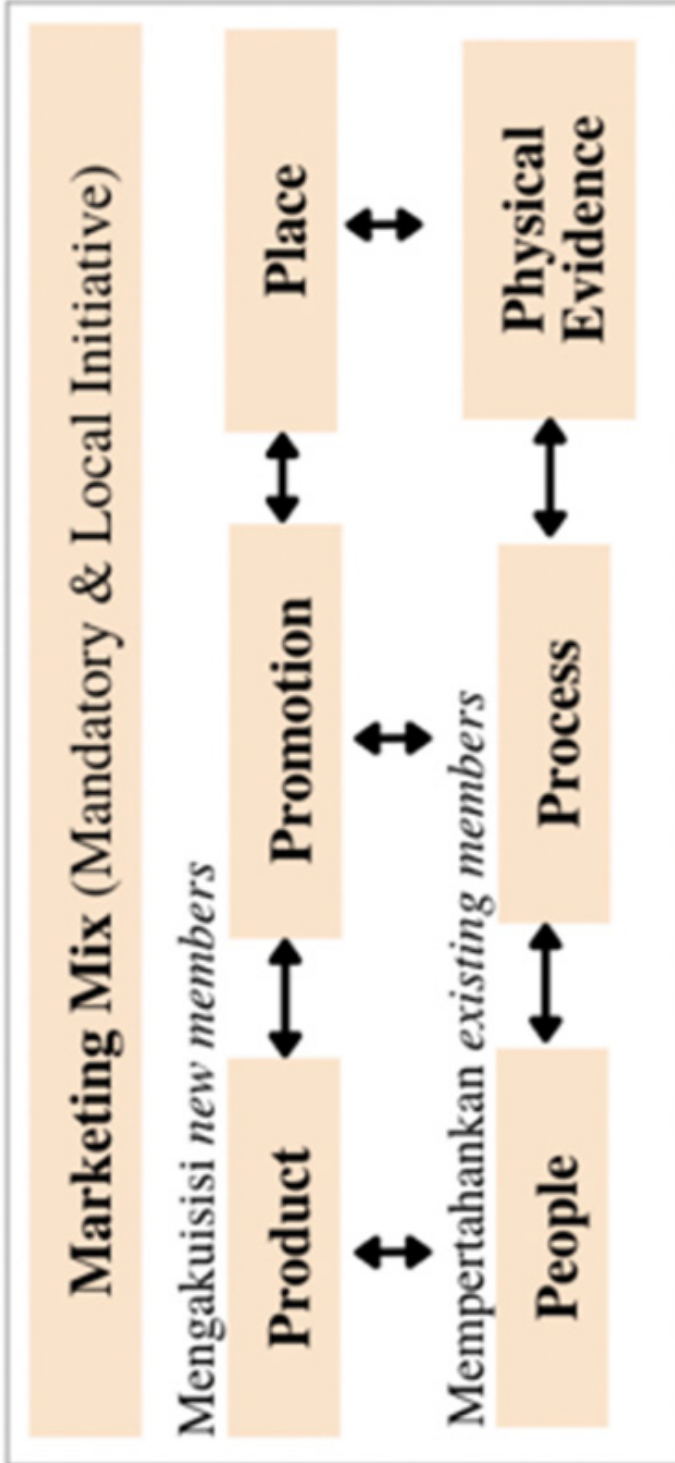 Marketing Mix (Mandatory & Local Initiative)
Mengakuisisi new members
Product
Promotion
Place
Mempertahankan existing members
People
Process
Physical
Evidence